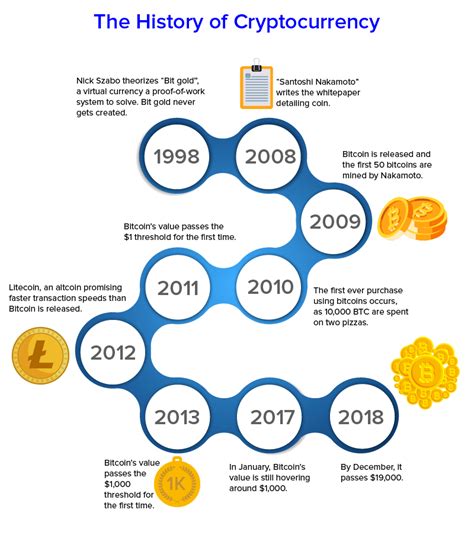 The History of Cryptocurrency
Nick Szabo theorizes "Bit gold",
a virtual currency a proof-of-work
system to solve. Bit gold never
gets created.
"Santoshi Nakamoto"
writes the whitepaper
detailing coin.
1998
2008
Bitcoin is released and
the first 50 bitcoins are
mined by Nakamoto.
2009
Bitcoin's value passes the
$1 threshold for the first time.
Litecoin, an altcoin promising
faster transaction speeds than
Bitcoin is released.
2011
2010
The first ever purchase
using bitcoins occurs,
as 10,000 BTC are spent
on two pizzas.
2012
2013
2017
2018
Bitcoin's value
passes the
$1,000
threshold for
the first time.
1K
In January, Bitcoin's
value is still hovering
around $1,000.
By December, it
passes $19,000.